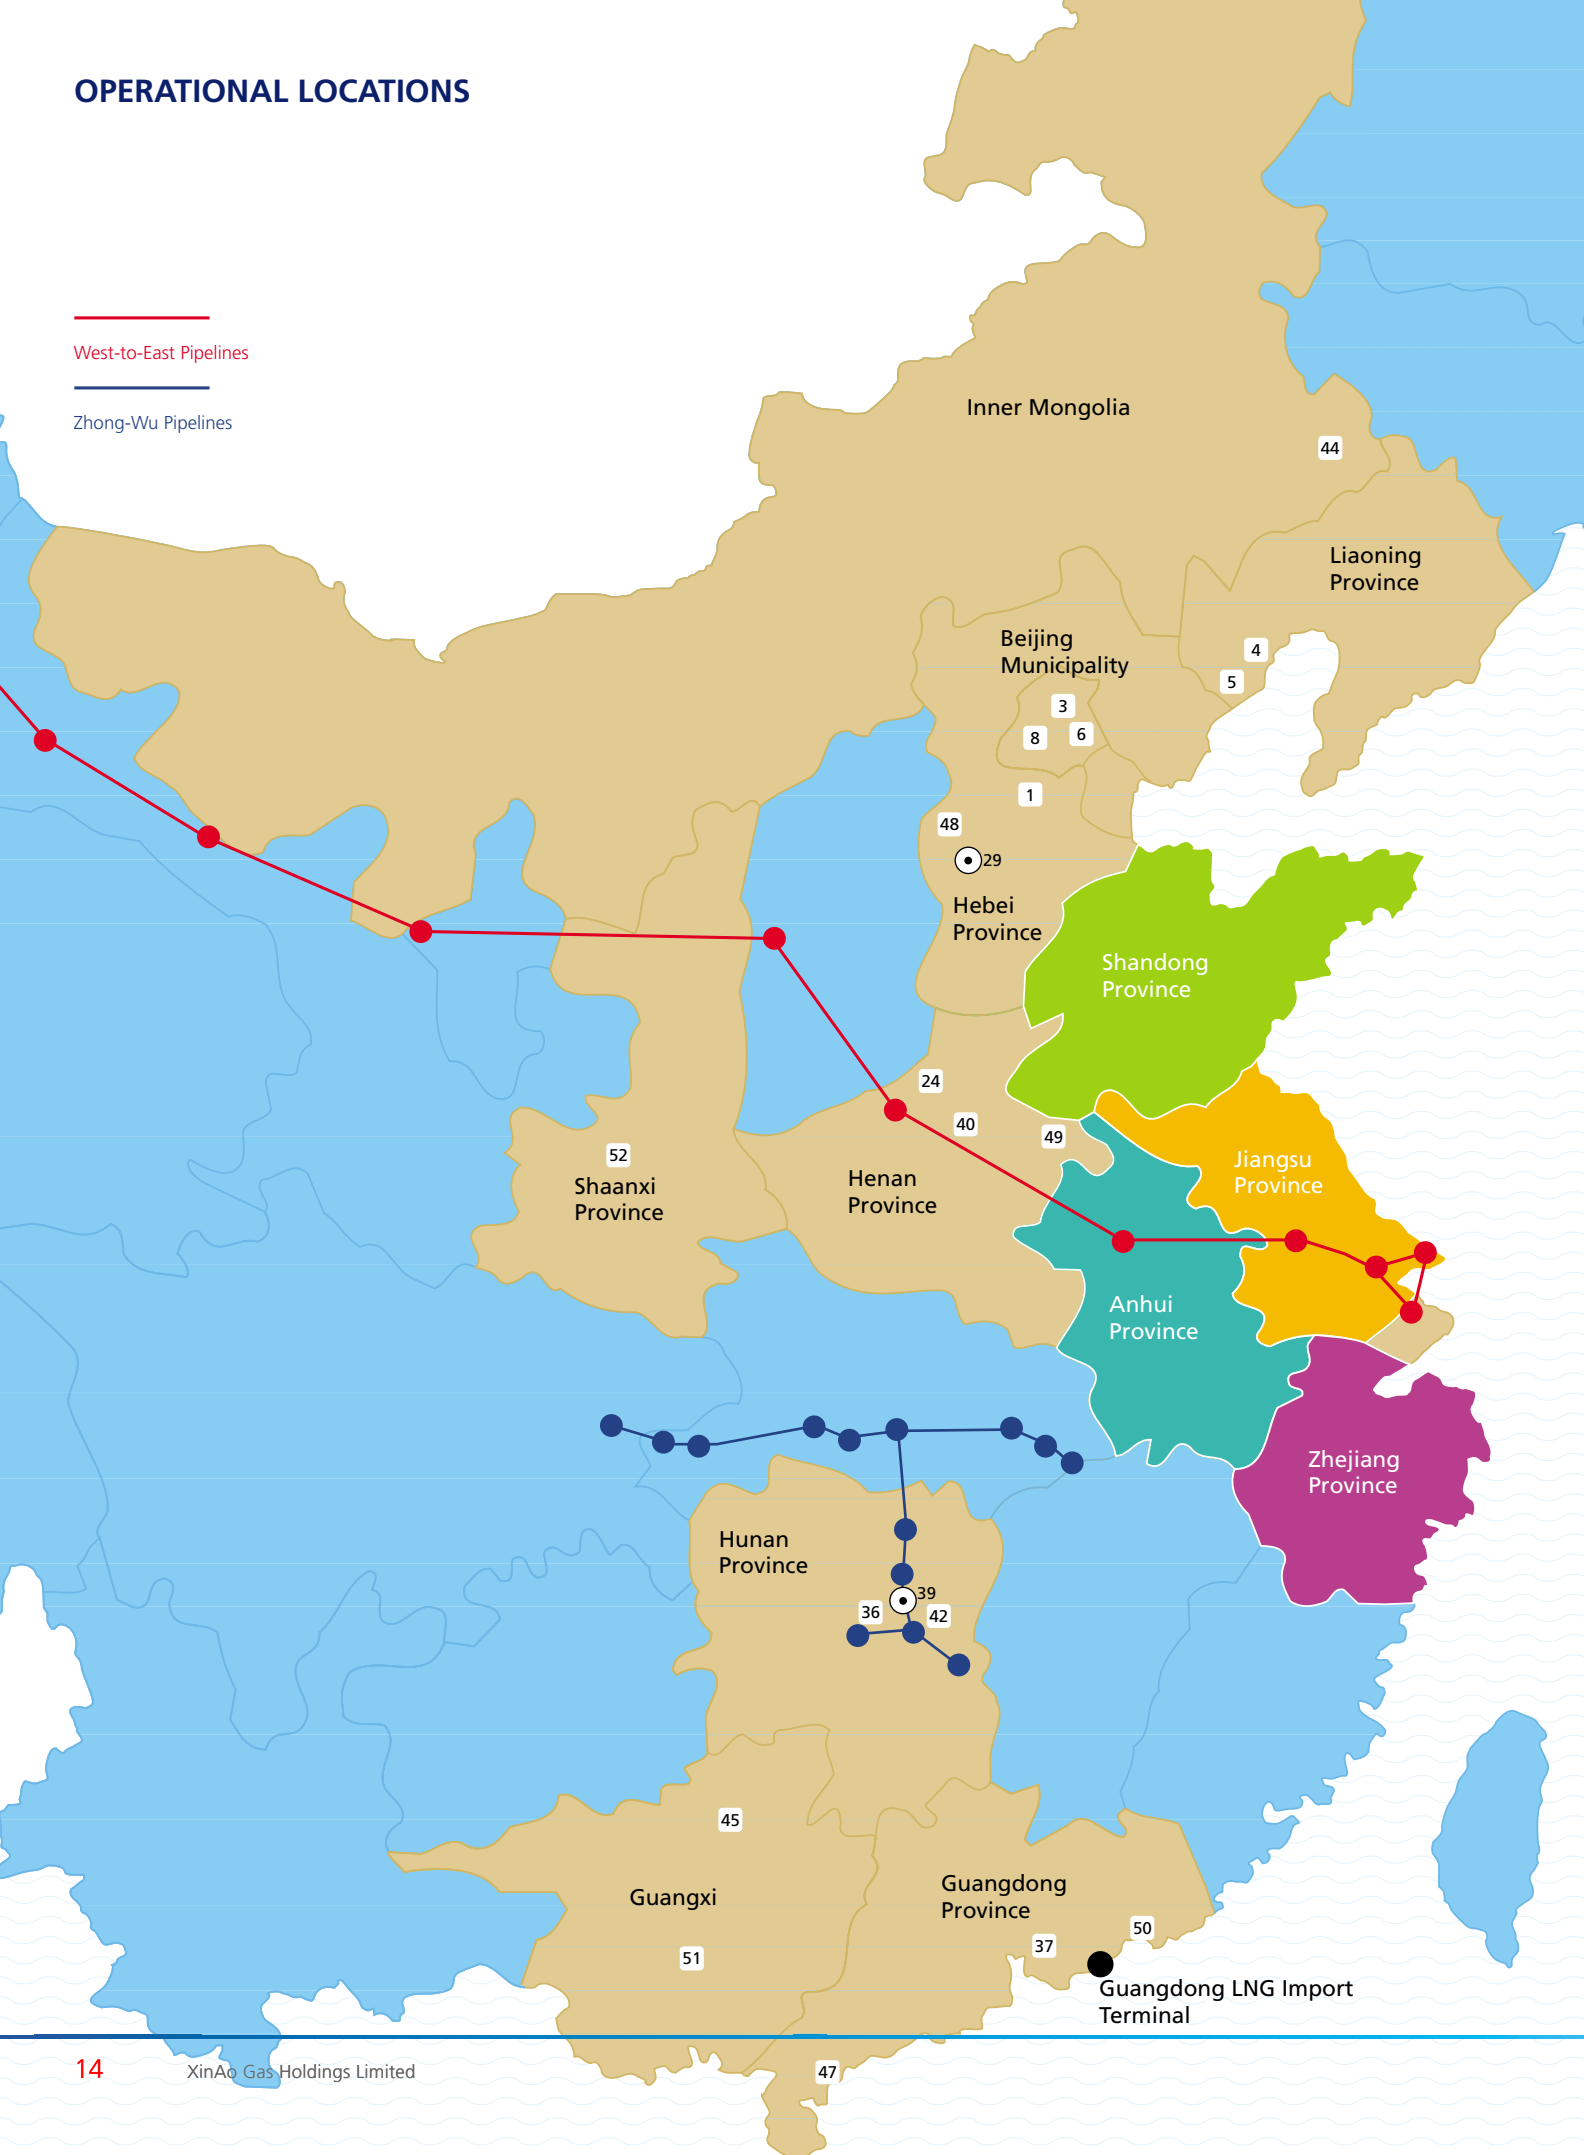 OPERATIONAL LOCATIONS
West-to-East Pipelines
Zhong-Wu Pipelines
Inner Mongolia
44
Liaoning
Province
Beijing
Municipality
4
5
3
8
6
1
48
29
Hebei
Province
Shandong
Province
24
40
49
52
Shaanxi
Province
Henan
Province
Jiangsu
Province
Anhui
Province
Zhejiang
Province
Hunan
Province
39
36
42
45
Guangxi
Guangdong
Province
51
37
50
Guangdong LNG Import
Terminal
47
14
XinAo Gas Holdings Limited